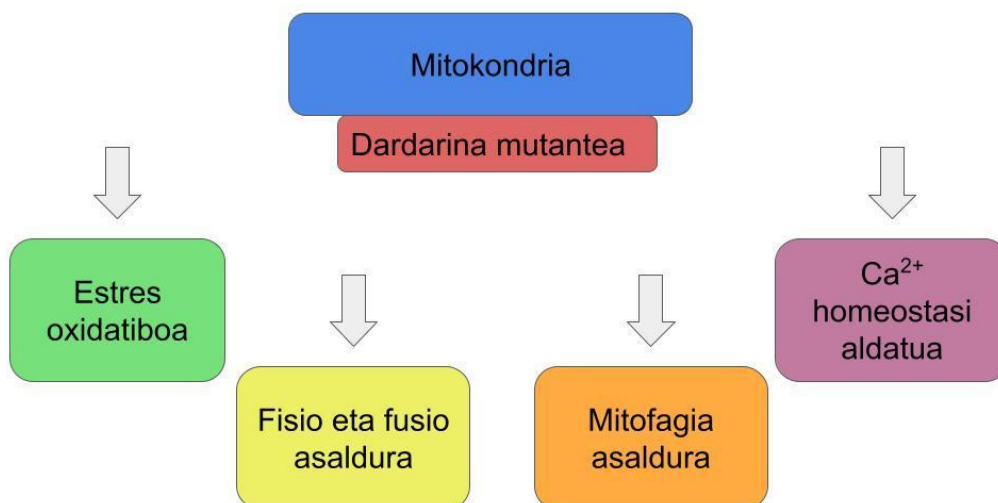 Mitokondria
Dardarina mutantea
Estres
oxidatiboa
Fisio eta fusio
asaldura
Mitofagia
asaldura
Ca²⁺
homeostasi
aldatua